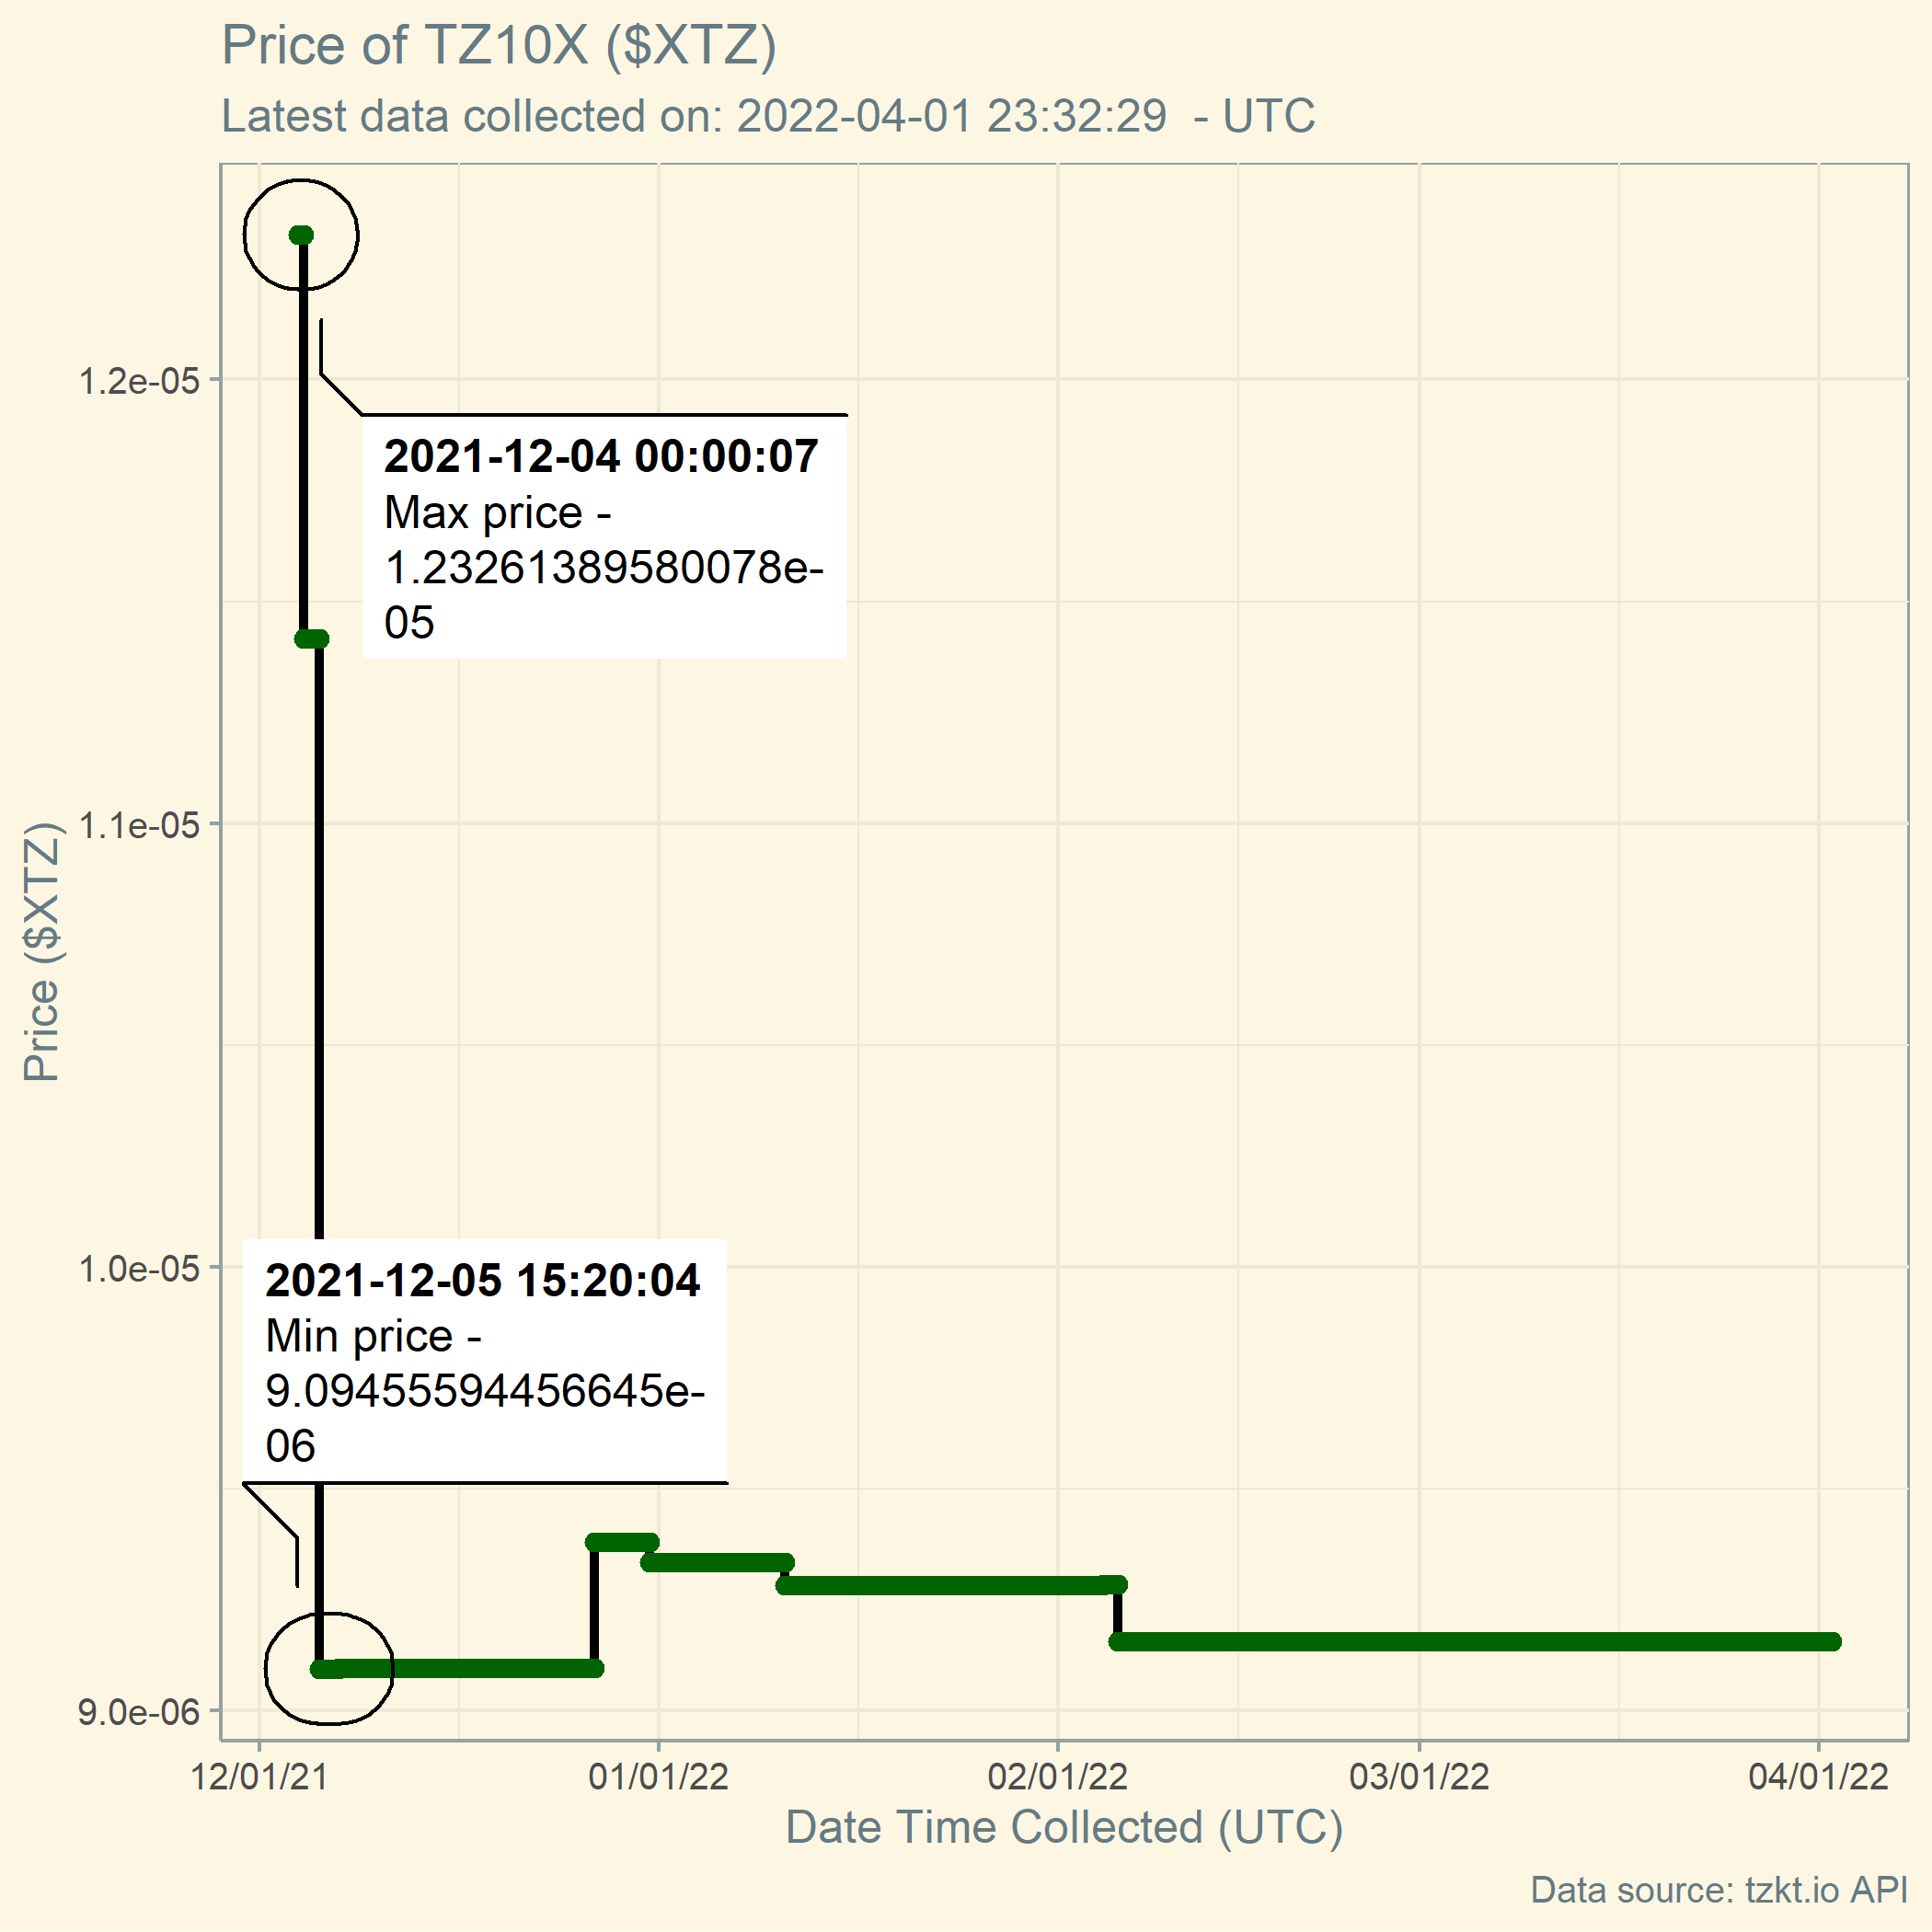 Price of TZ10X ($XTZ)
Latest data collected on: 2022-04-01 23:32:29  - UTC
1.2e-05
2021-12-04 00:00:07
Max price -
1.23261389580078e-
05
1.1e-05
Price ($XTZ)
1.0e-05
2021-12-05 15:20:04
Min price -
9.09455594456645e-
06
9.0e-06
12/01/21 01/01/22 02/01/22 03/01/22 04/01/22
Date Time Collected (UTC)
Data source: tzkt.io API